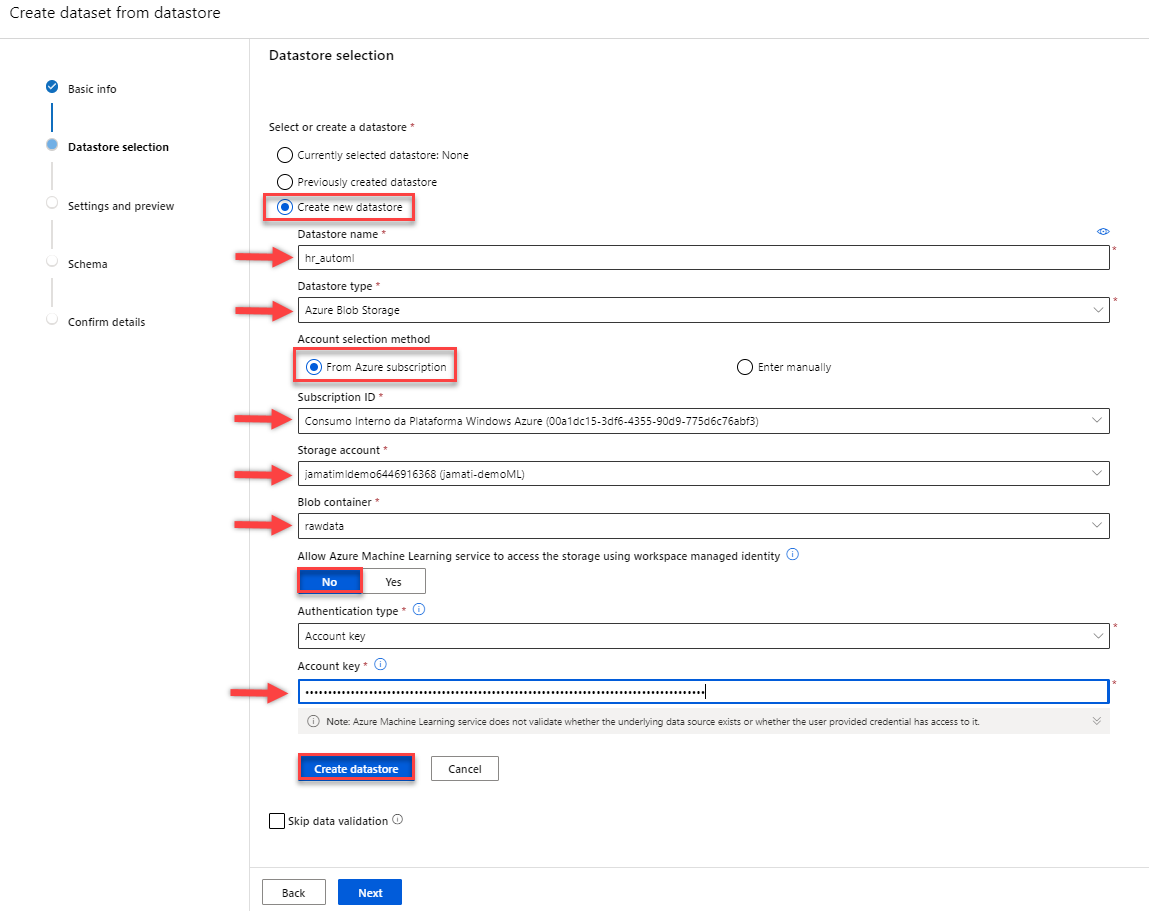 Create dataset from datastore
Basic info
Datastore selection
Settings and preview
Schema
Confirm details
Datastore selection
Select or create a datastore *
Currently selected datastore: None
Previously created datastore
Create new datastore
Datastore name *
hr_automl
*
Datastore type *
Azure Blob Storage
*
Account selection method
From Azure subscription
Enter manually
Subscription ID *
Consumo Interno da Plataforma Windows Azure (00a1dc15-3df6-4355-90d9-775d6c76abf3)
Storage account *
jamatimldemo6446916368 (jamati-demoML)
Blob container *
rawdata
Allow Azure Machine Learning service to access the storage using workspace managed identity
No Yes
Authentication type *
Account key
*
Account key *
*
Note: Azure Machine Learning service does not validate whether the underlying data source exists or whether the user provided credential has access to it.
Create datastore Cancel
Skip data validation
Back Next